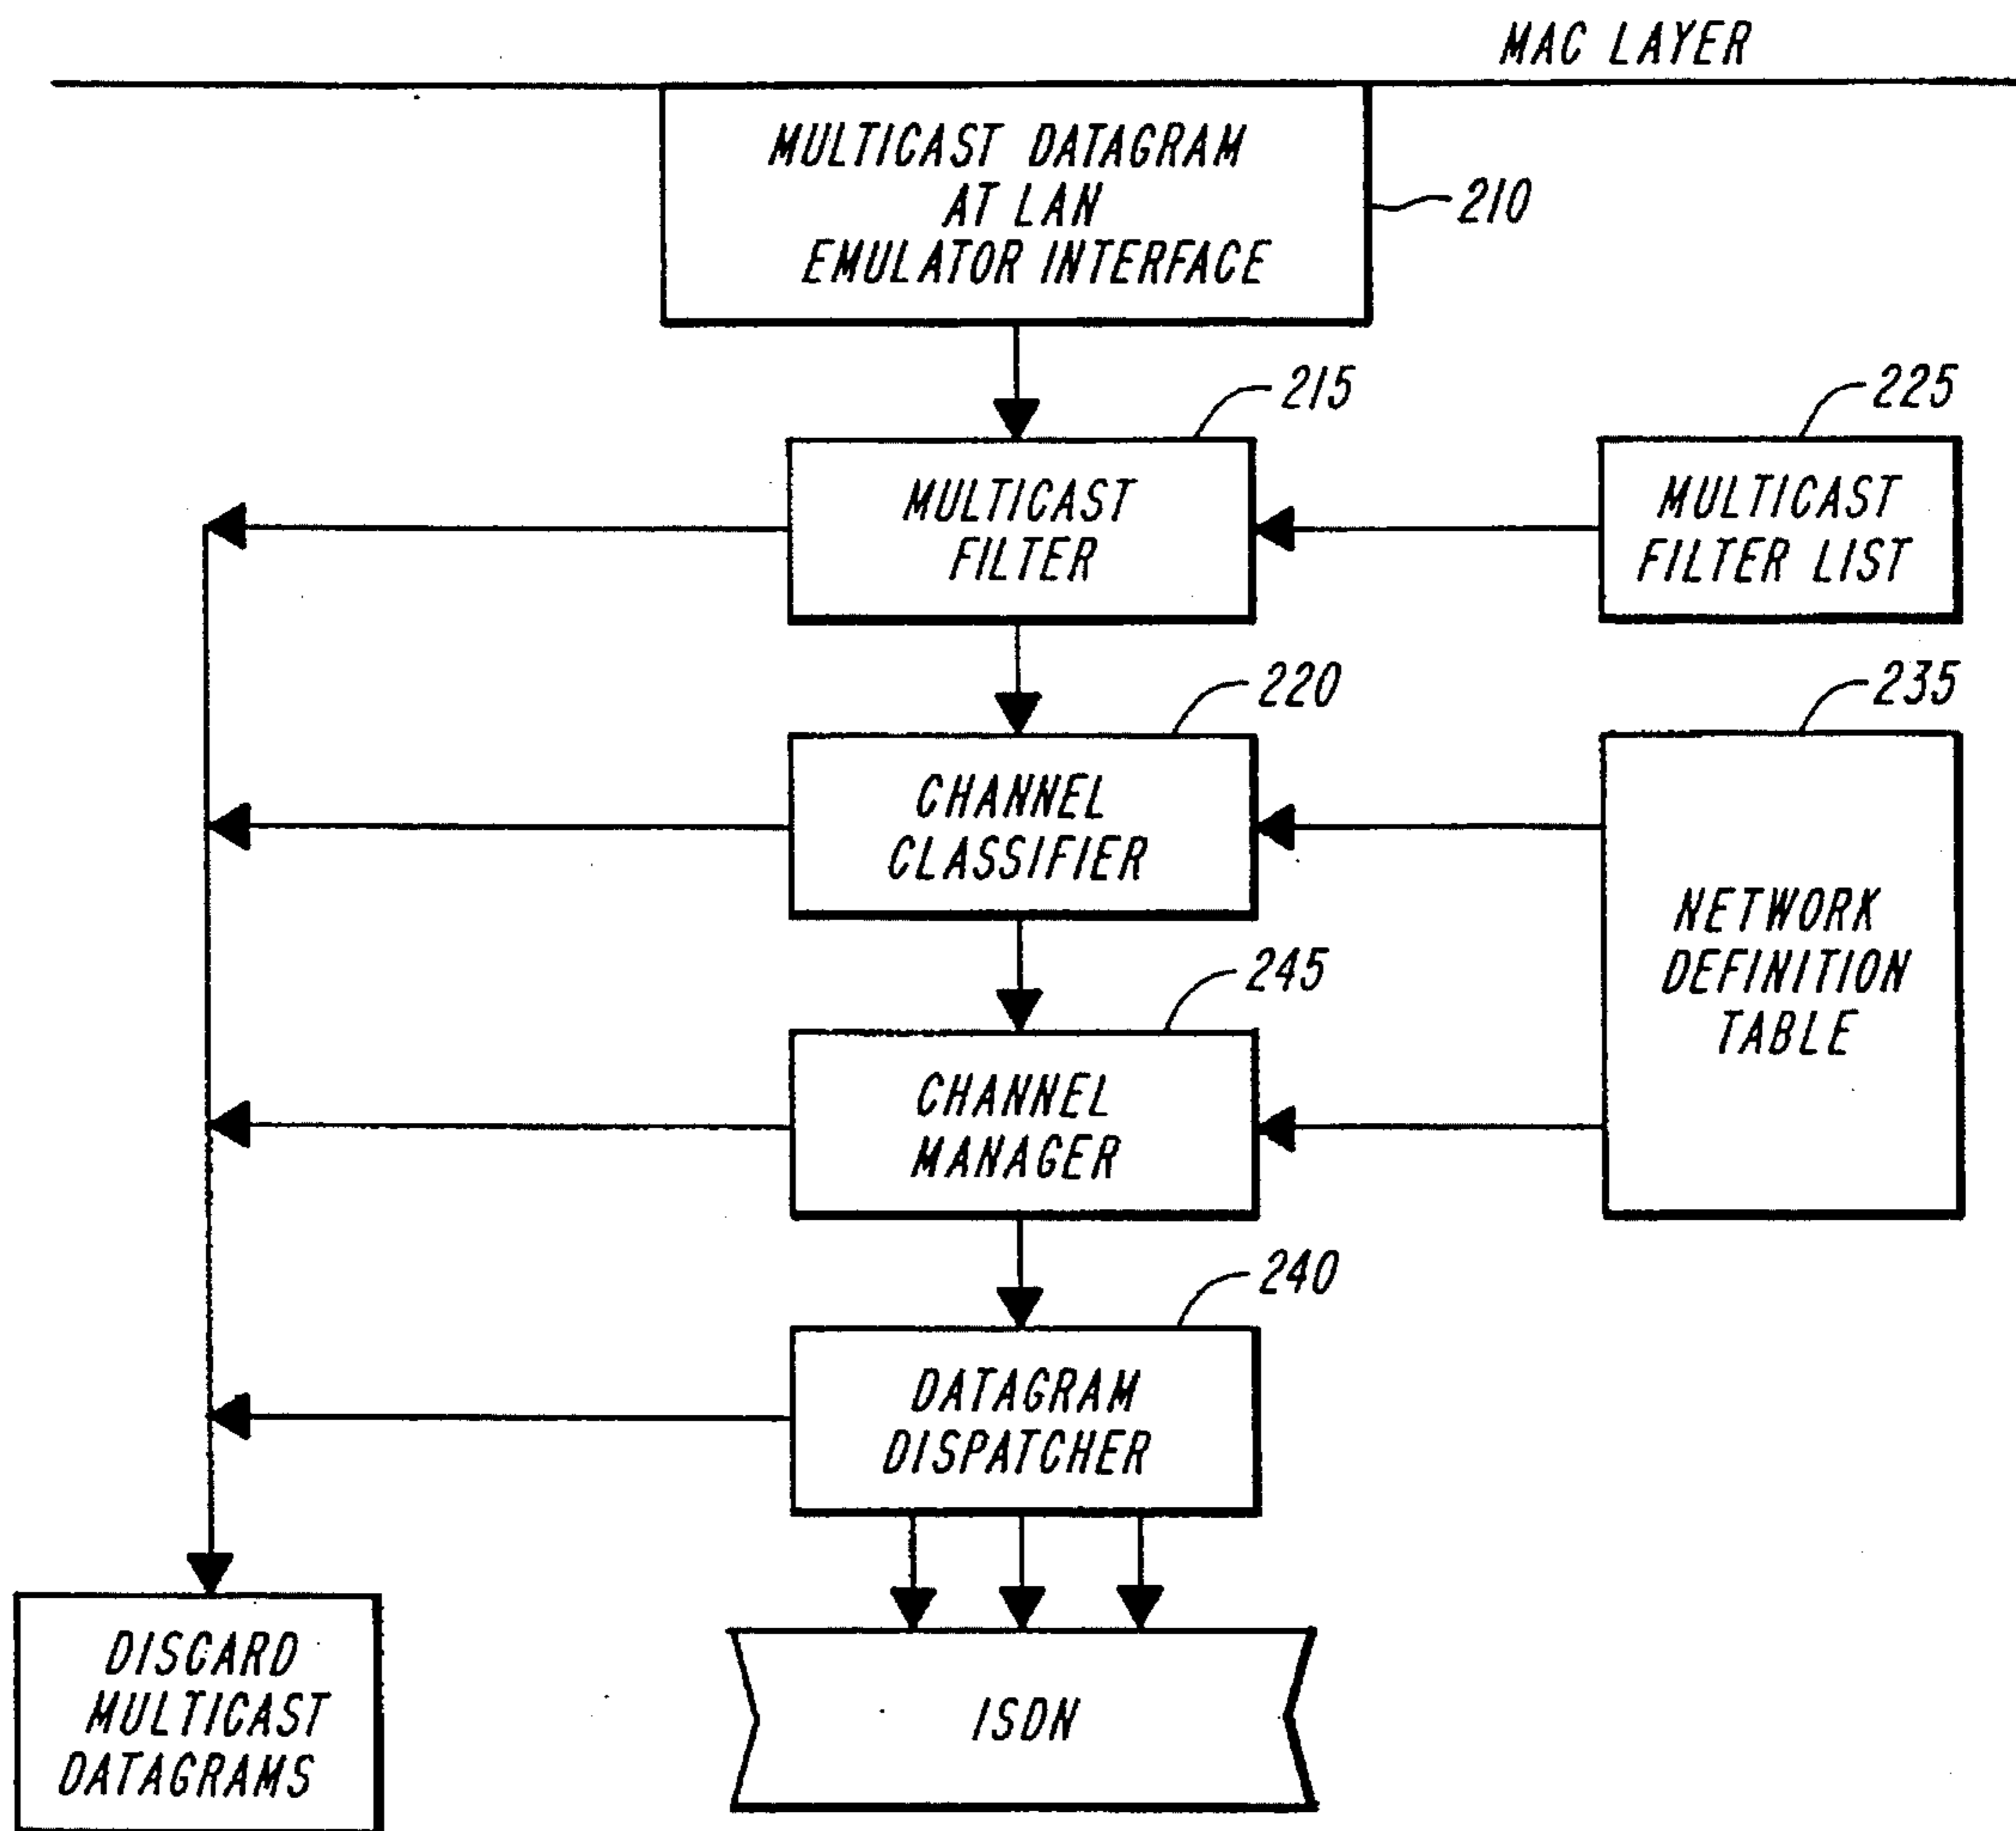 MAC LAYER
MULTICAST DATAGRAM
AT LAN
EMULATOR INTERFACE
210
215
225
MULTICAST
FILTER
MULTICAST
FILTER LIST
220
235
CHANNEL
CLASSIFIER
NETWORK
DEFINITION
TABLE
245
CHANNEL
MANAGER
240
DATAGRAM
DISPATCHER
DISCARD
MULTICAST
DATAGRAMS
ISDN